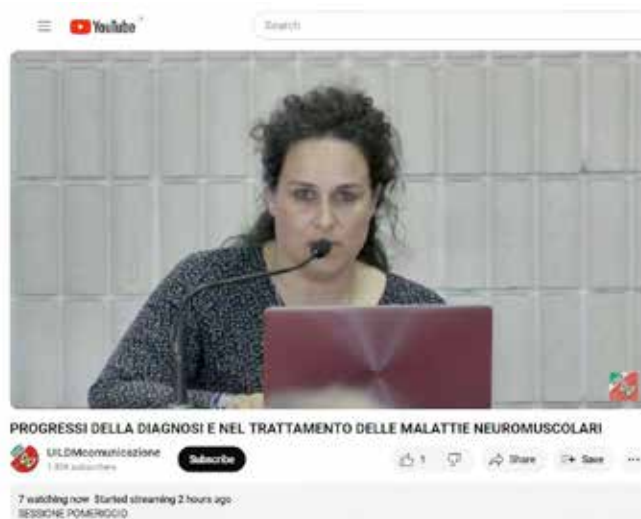 YouTube
Search
PROGRESSI DELLA DIAGNOSI E NEL TRATTAMENTO DELLE MALATTIE NEUROMUSCOLARI
UILDMcomunicazione
subscribers
Subscribe
1
Share
Save
7 watching now Started streaming 2 hours ago
SESSIONE POMERIGGIO